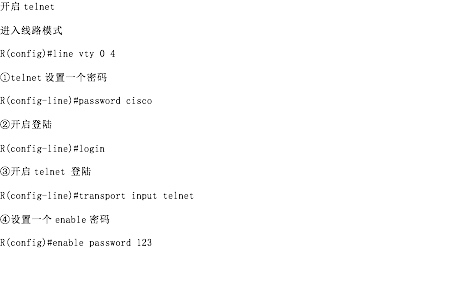 开启 telnet
进入线路模式
R(config)#line vty 0 4
①telnet 设置一个密码
R(config-line)#password cisco
②开启登陆
R(config-line)#login
③开启 telnet 登陆
R(config-line)#transport input telnet
④设置一个 enable 密码
R(config)#enable password 123